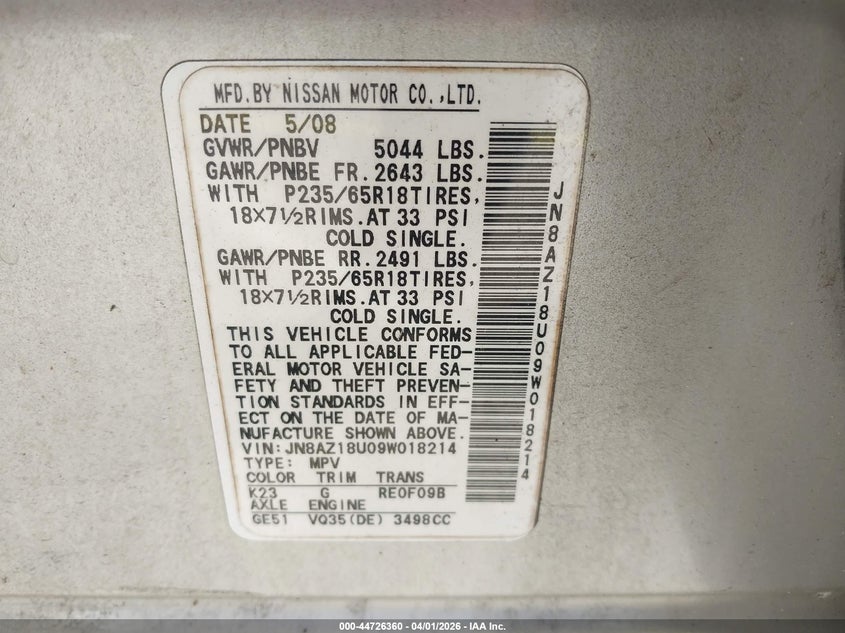 MFD.BY NISSAN MOTOR CO.,LTD.
DATE 5/08
GVWR/PNBV 5044 LBS.
GAWR/PNBE FR. 2643 LBS.
WITH P235/65R18TIRES,
18×7½RIMS.AT 33 PSI
COLD SINGLE.
GAWR/PNBE RR. 2491 LBS.
WITH P235/65R18TIRES,
18×7½RIMS.AT 33 PSI
COLD SINGLE.
THIS VEHICLE CONFORMS
TO ALL APPLICABLE FED-
ERAL MOTOR VEHICLE SA-
FETY AND THEFT PREVEN-
TION STANDARDS IN EFF-
ECT ON THE DATE OF MA-
NUFACTURE SHOWN ABOVE.
VIN:JN8AZ18U09W018214
TYPE: MPV
COLOR TRIM TRANS
K23 G RE0F09B
AXLE ENGINE
GE51 VQ35(DE) 3498CC
JN8AZ18U09W018214
000-44726360 - 04/01/2026 - IAA Inc.